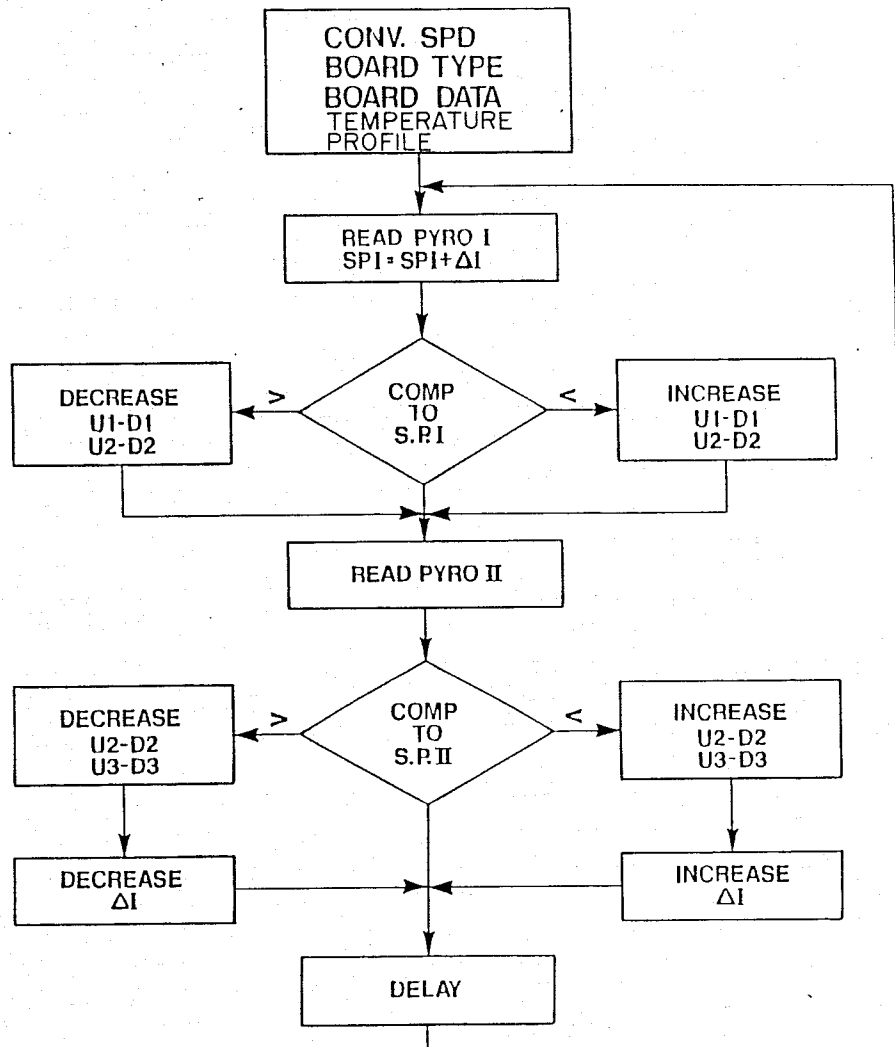 CONV. SPD
BOARD TYPE
BOARD DATA
TEMPERATURE
PROFILE
READ PYRO I
SPI = SPI+ΔI
>
COMP
TO
S.P.I
<
DECREASE
U1-D1
U2-D2
INCREASE
U1-D1
U2-D2
READ PYRO II
>
COMP
TO
S.P.II
<
DECREASE
U2-D2
U3-D3
INCREASE
U2-D2
U3-D3
DECREASE
ΔI
INCREASE
ΔI
DELAY